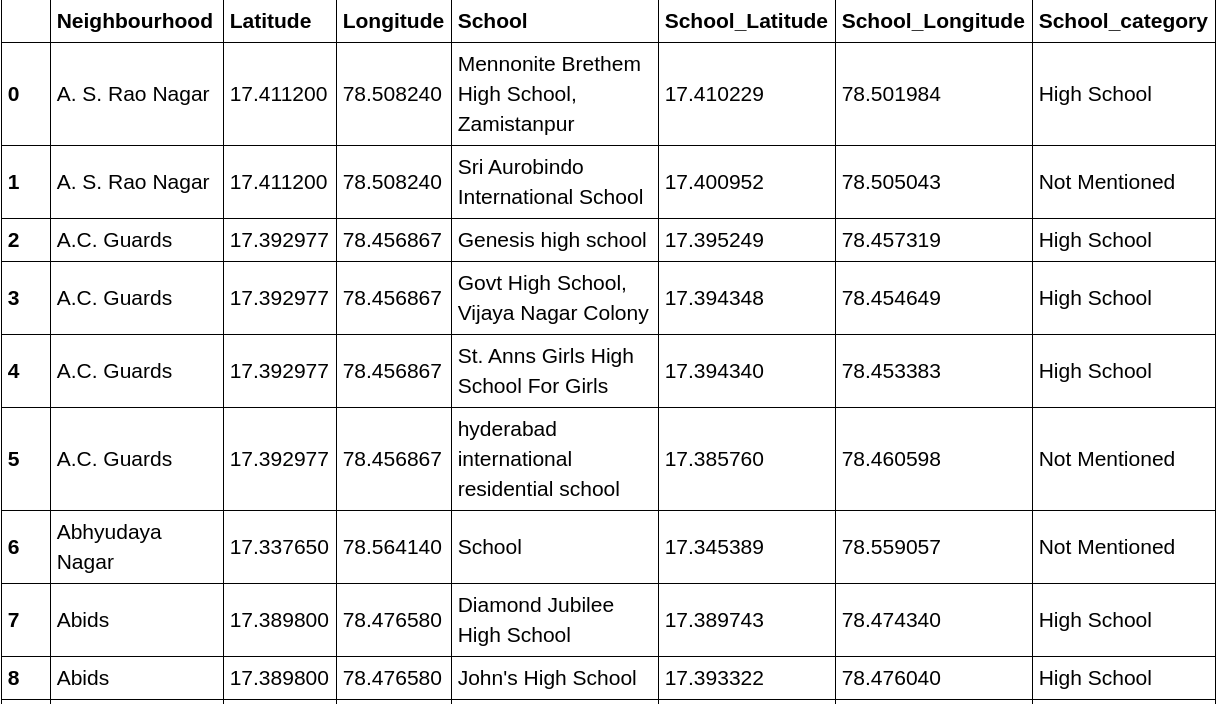 Neighbourhood Latitude Longitude School School_Latitude School_Longitude School_category
0 A. S. Rao Nagar 17.411200 78.508240 Mennonite Brethem High School, Zamistanpur 17.410229 78.501984 High School
1 A. S. Rao Nagar 17.411200 78.508240 Sri Aurobindo International School 17.400952 78.505043 Not Mentioned
2 A.C. Guards 17.392977 78.456867 Genesis high school 17.395249 78.457319 High School
3 A.C. Guards 17.392977 78.456867 Govt High School, Vijaya Nagar Colony 17.394348 78.454649 High School
4 A.C. Guards 17.392977 78.456867 St. Anns Girls High School For Girls 17.394340 78.453383 High School
5 A.C. Guards 17.392977 78.456867 hyderabad international residential school 17.385760 78.460598 Not Mentioned
6 Abhyudaya Nagar 17.337650 78.564140 School 17.345389 78.559057 Not Mentioned
7 Abids 17.389800 78.476580 Diamond Jubilee High School 17.389743 78.474340 High School
8 Abids 17.389800 78.476580 John's High School 17.393322 78.476040 High School